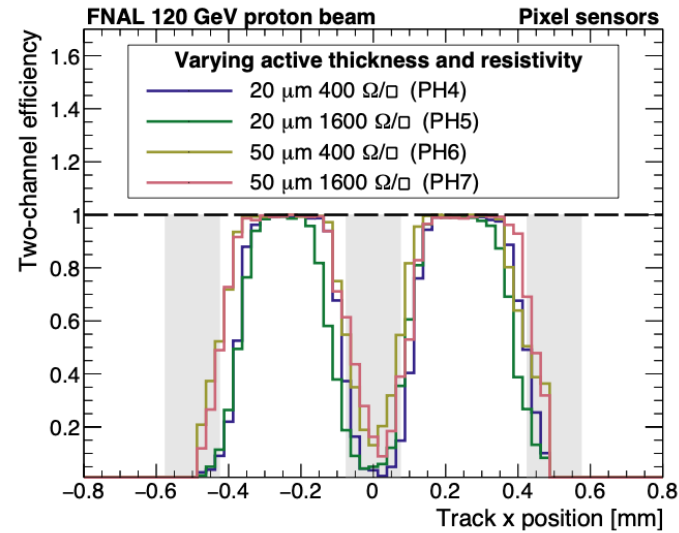 FNAL 120 GeV proton beam Pixel sensors
Two-channel efficiency
Varying active thickness and resistivity
20 μm 400 Ω/□ (PH4)
20 μm 1600 Ω/□ (PH5)
50 μm 400 Ω/□ (PH6)
50 μm 1600 Ω/□ (PH7)
1.6
1.4
1.2
1
0.8
0.6
0.4
0.2
−0.8 −0.6 −0.4 −0.2 0 0.2 0.4 0.6 0.8
Track x position [mm]